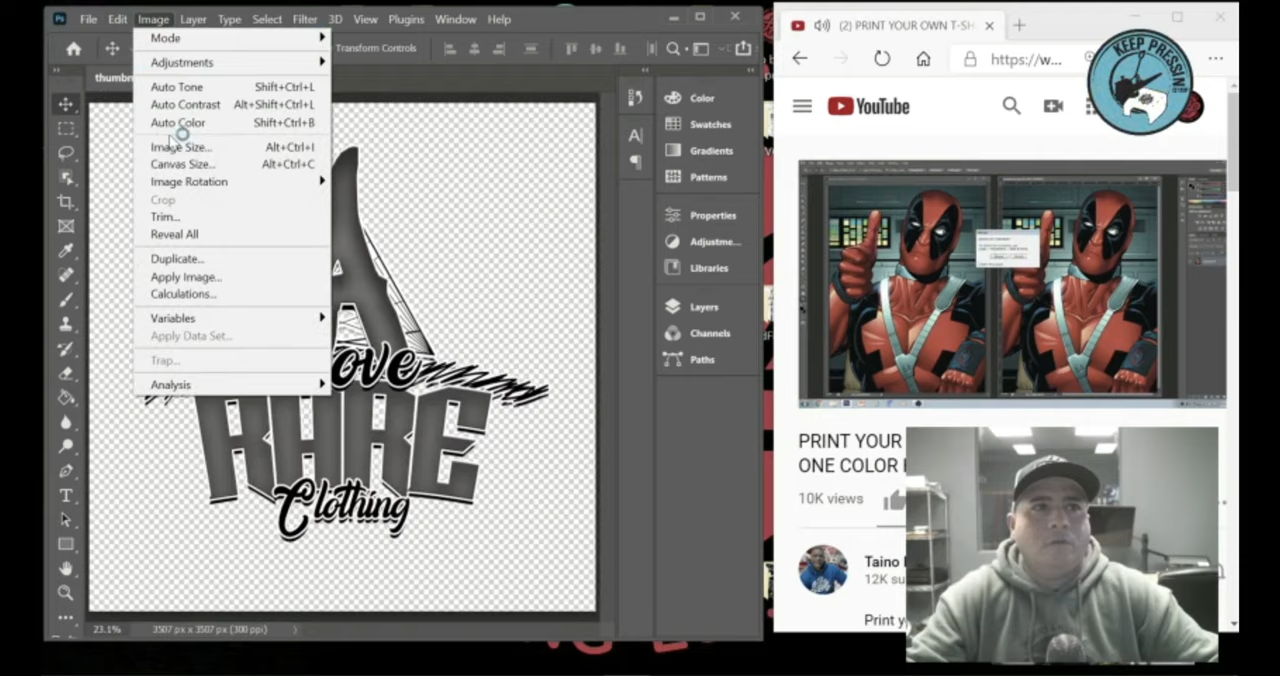 File Edit Image Layer Type Select Filter 3D View Plugins Window Help
Transform Controls
thumbn
Mode
Adjustments
Auto Tone Shift+Ctrl+L
Auto Contrast Alt+Shift+Ctrl+L
Auto Color Shift+Ctrl+B
Image Size... Alt+Ctrl+I
Canvas Size... Alt+Ctrl+C
Image Rotation
Crop
Trim...
Reveal All
Duplicate...
Apply Image...
Calculations...
Variables
Apply Data Set...
Trap...
Analysis
ove
RARE
Clothing
23.1% 3507 px x 3507 px (300 ppi)
Color
Swatches
Gradients
Patterns
Properties
Adjustme...
Libraries
Layers
Channels
Paths
(2) PRINT YOUR OWN T-SH
https://w...
KEEP PRESSIN
YouTube
PRINT YOUR
ONE COLOR
10K views
Taino
12K su
Print y